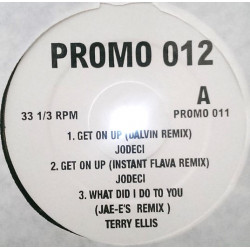 PROMO 012
33 1/3 RPM
A
PROMO 011
1. GET ON UP (DALVIN REMIX)
JODECI
2. GET ON UP (INSTANT FLAVA REMIX)
JODECI
3. WHAT DID I DO TO YOU
(JAE-E'S REMIX )
TERRY ELLIS